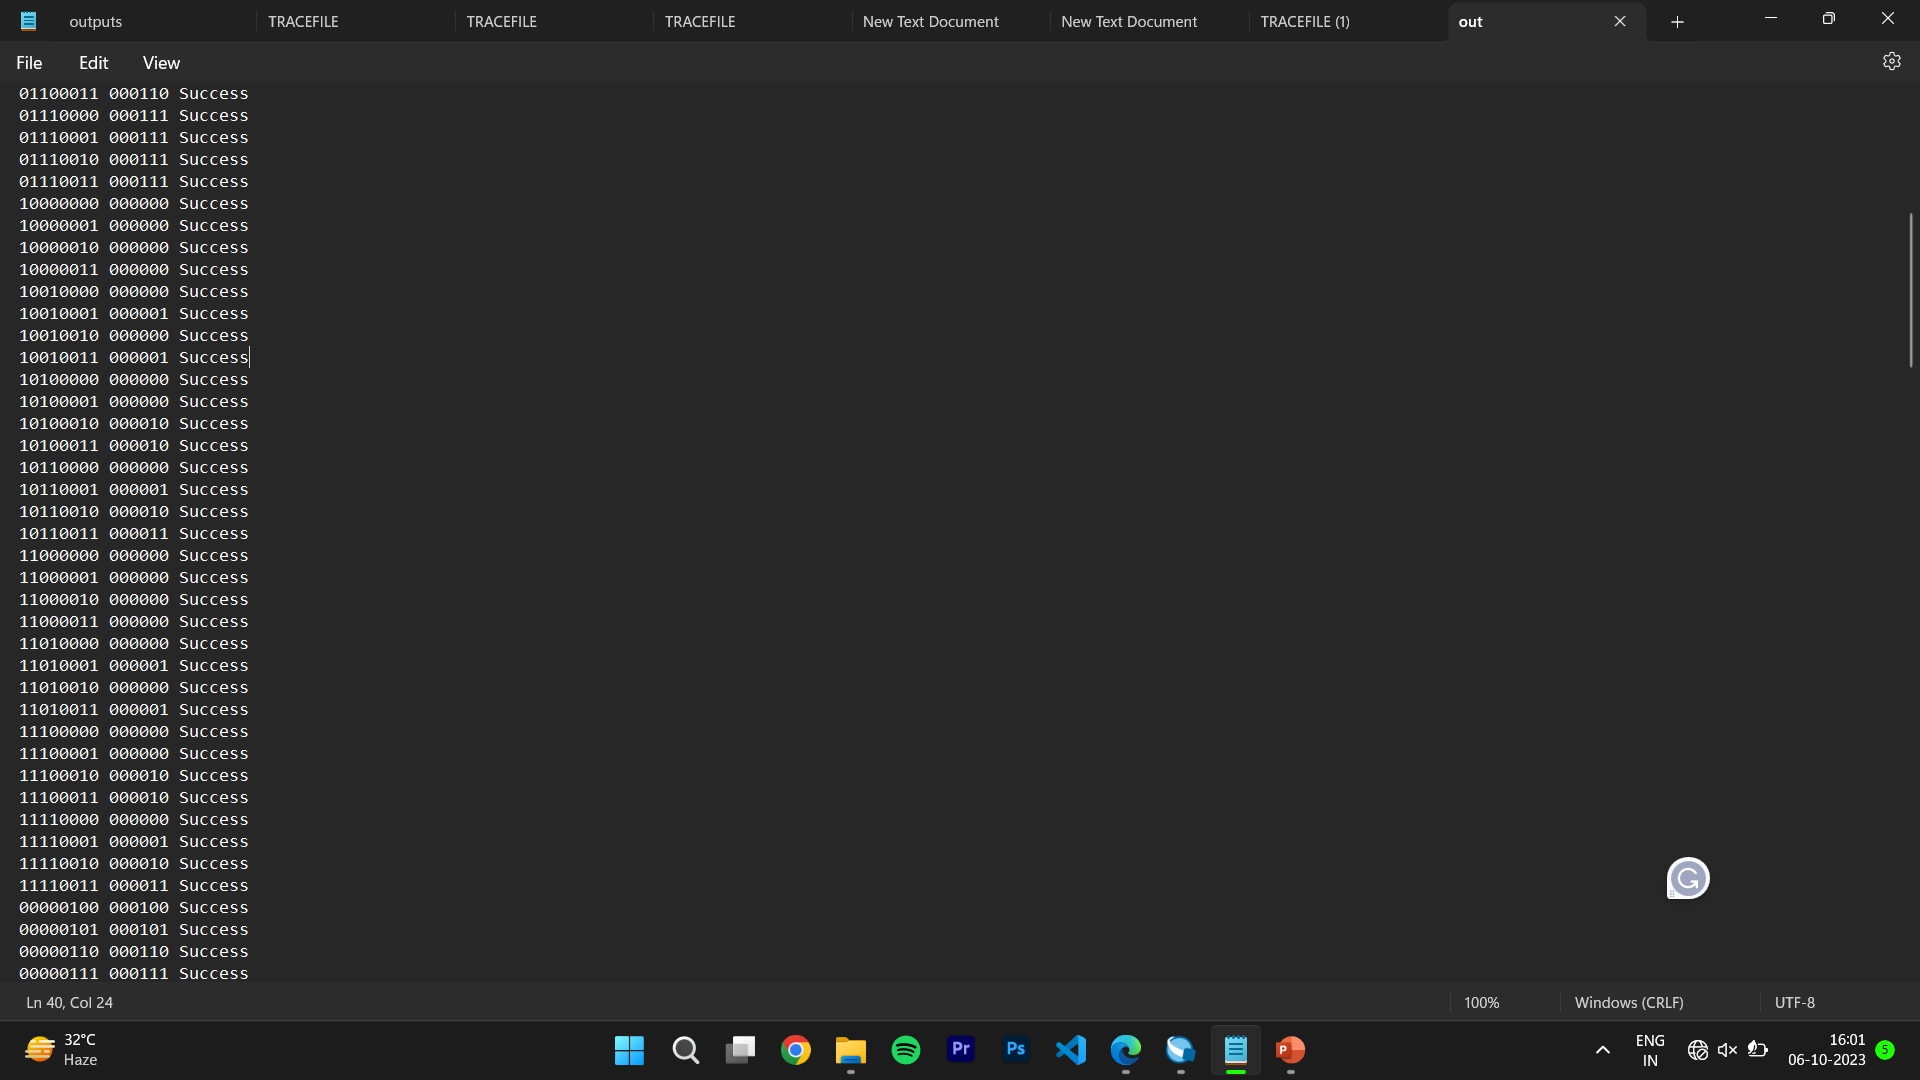 outputs
TRACEFILE
TRACEFILE
TRACEFILE
New Text Document
New Text Document
TRACEFILE (1)
out
File
Edit
View
01100011 000110 Success
01110000 000111 Success
01110001 000111 Success
01110010 000111 Success
01110011 000111 Success
10000000 000000 Success
10000001 000000 Success
10000010 000000 Success
10000011 000000 Success
10010000 000000 Success
10010001 000001 Success
10010010 000000 Success
10010011 000001 Success
10100000 000000 Success
10100001 000000 Success
10100010 000010 Success
10100011 000010 Success
10110000 000000 Success
10110001 000001 Success
10110010 000010 Success
10110011 000011 Success
11000000 000000 Success
11000001 000000 Success
11000010 000000 Success
11000011 000000 Success
11010000 000000 Success
11010001 000001 Success
11010010 000000 Success
11010011 000001 Success
11100000 000000 Success
11100001 000000 Success
11100010 000010 Success
11100011 000010 Success
11110000 000000 Success
11110001 000001 Success
11110010 000010 Success
11110011 000011 Success
00000100 000100 Success
00000101 000101 Success
00000110 000110 Success
00000111 000111 Success
Ln 40, Col 24
100%
Windows (CRLF)
UTF-8
32°C
Haze
Pr
Ps
P
ENG
IN
16:01
06-10-2023
5